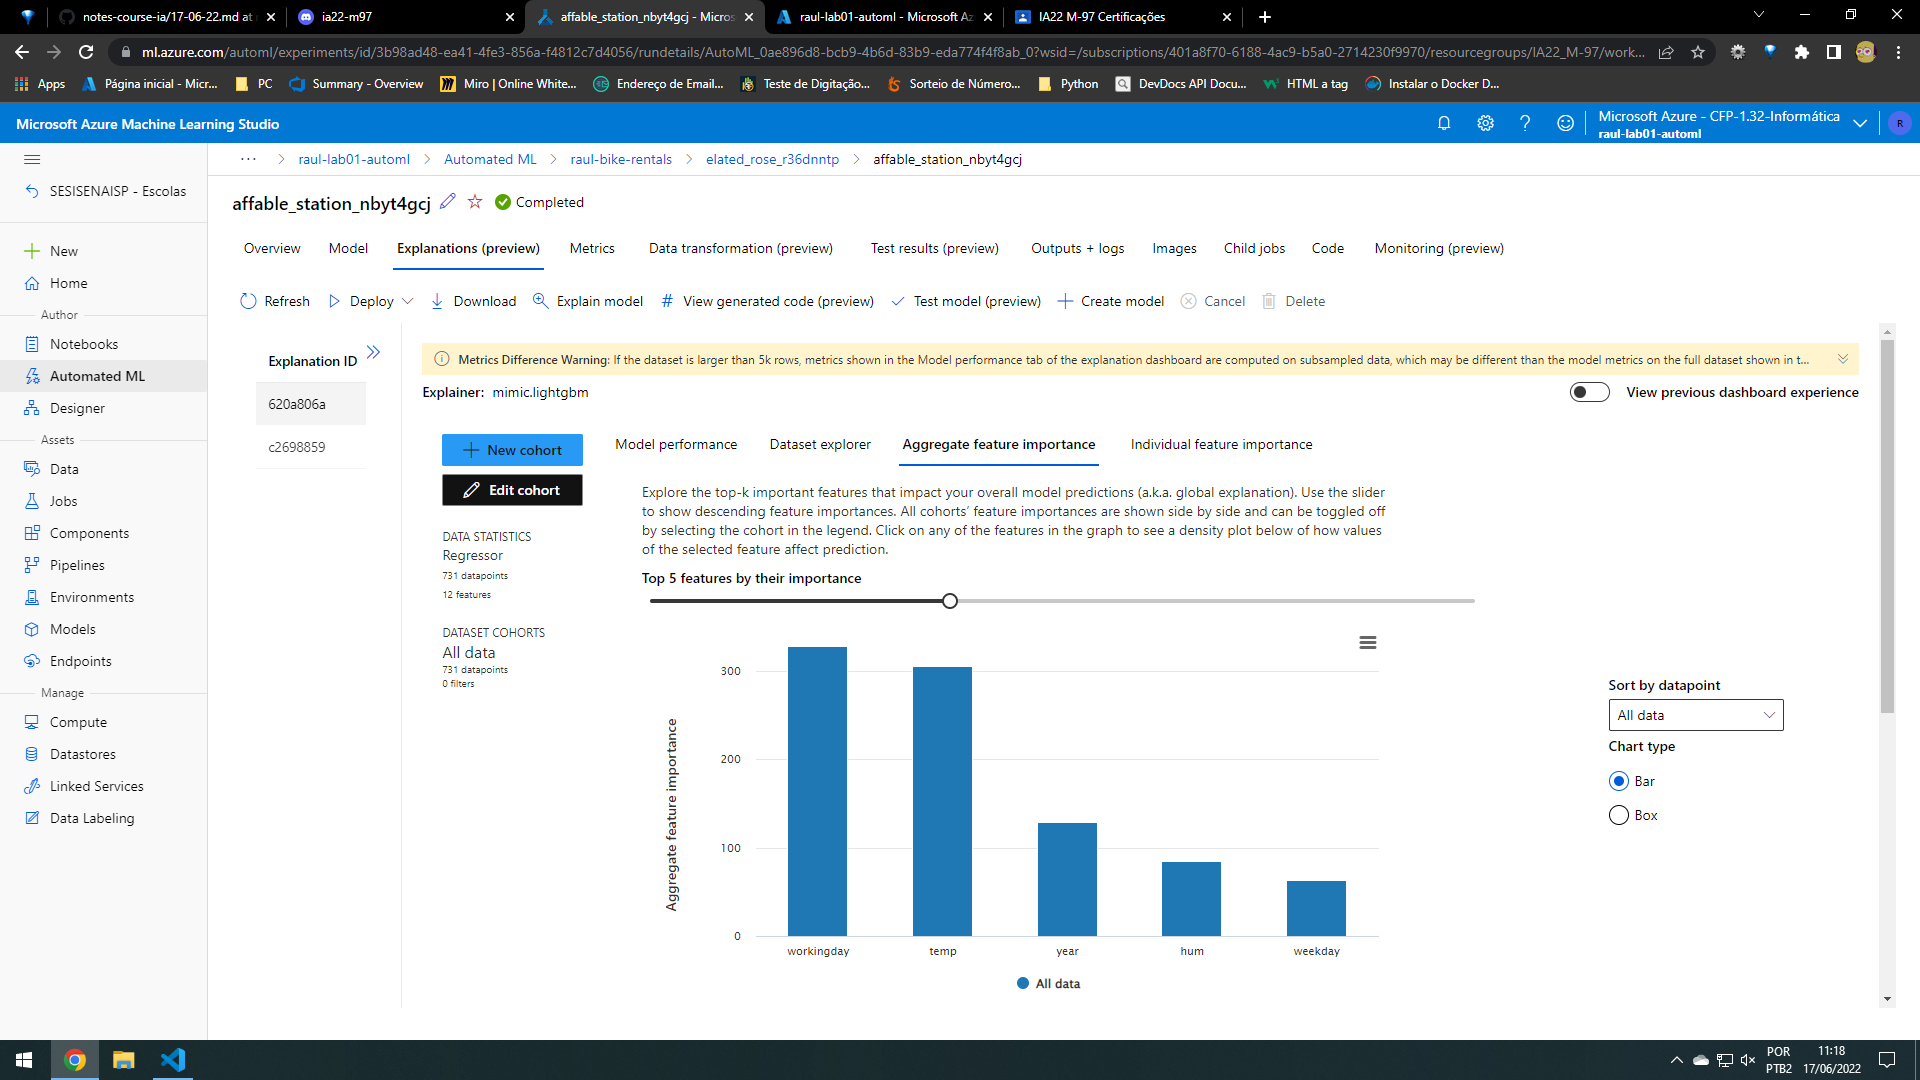 notes-course-ia/17-06-22.md at
ia22-m97
affable_station_nbyt4gcj - Micros
raul-lab01-automl - Microsoft Az
IA22 M-97 Certificações
ml.azure.com/automl/experiments/id/3b98ad48-ea41-4fe3-856a-f4812c7d4056/rundetails/AutoML_0ae896d8-bcb9-4b6d-83b9-eda774f4f8ab_0?wsid=/subscriptions/401a8f70-6188-4ac9-b5a0-2714230f9970/resourcegroups/IA22_M-97/work...
Apps
Página inicial - Micr...
PC
Summary - Overview
Miro | Online White...
Endereço de Email...
Teste de Digitação...
Sorteio de Número...
Python
DevDocs API Docu...
HTML a tag
Instalar o Docker D...
Microsoft Azure Machine Learning Studio
Microsoft Azure - CFP-1.32-Informática
raul-lab01-automl
R
SESISENAISP - Escolas
New
Home
Author
Notebooks
Automated ML
Designer
Assets
Data
Jobs
Components
Pipelines
Environments
Models
Endpoints
Manage
Compute
Datastores
Linked Services
Data Labeling
... > raul-lab01-automl > Automated ML > raul-bike-rentals > elated_rose_r36dnntp > affable_station_nbyt4gcj
affable_station_nbyt4gcj
Completed
Overview
Model
Explanations (preview)
Metrics
Data transformation (preview)
Test results (preview)
Outputs + logs
Images
Child jobs
Code
Monitoring (preview)
Refresh
Deploy
Download
Explain model
# View generated code (preview)
Test model (preview)
Create model
Cancel
Delete
Explanation ID
620a806a
c2698859
Metrics Difference Warning: If the dataset is larger than 5k rows, metrics shown in the Model performance tab of the explanation dashboard are computed on subsampled data, which may be different than the model metrics on the full dataset shown in t...
Explainer: mimic.lightgbm
View previous dashboard experience
New cohort
Edit cohort
DATA STATISTICS
Regressor
731 datapoints
12 features
DATASET COHORTS
All data
731 datapoints
0 filters
Model performance
Dataset explorer
Aggregate feature importance
Individual feature importance
Explore the top-k important features that impact your overall model predictions (a.k.a. global explanation). Use the slider
to show descending feature importances. All cohorts' feature importances are shown side by side and can be toggled off
by selecting the cohort in the legend. Click on any of the features in the graph to see a density plot below of how values
of the selected feature affect prediction.
Top 5 features by their importance
Aggregate feature importance
300
200
100
0
workingday
temp
year
hum
weekday
All data
Sort by datapoint
All data
Chart type
Bar
Box
POR
PTB2
11:18
17/06/2022